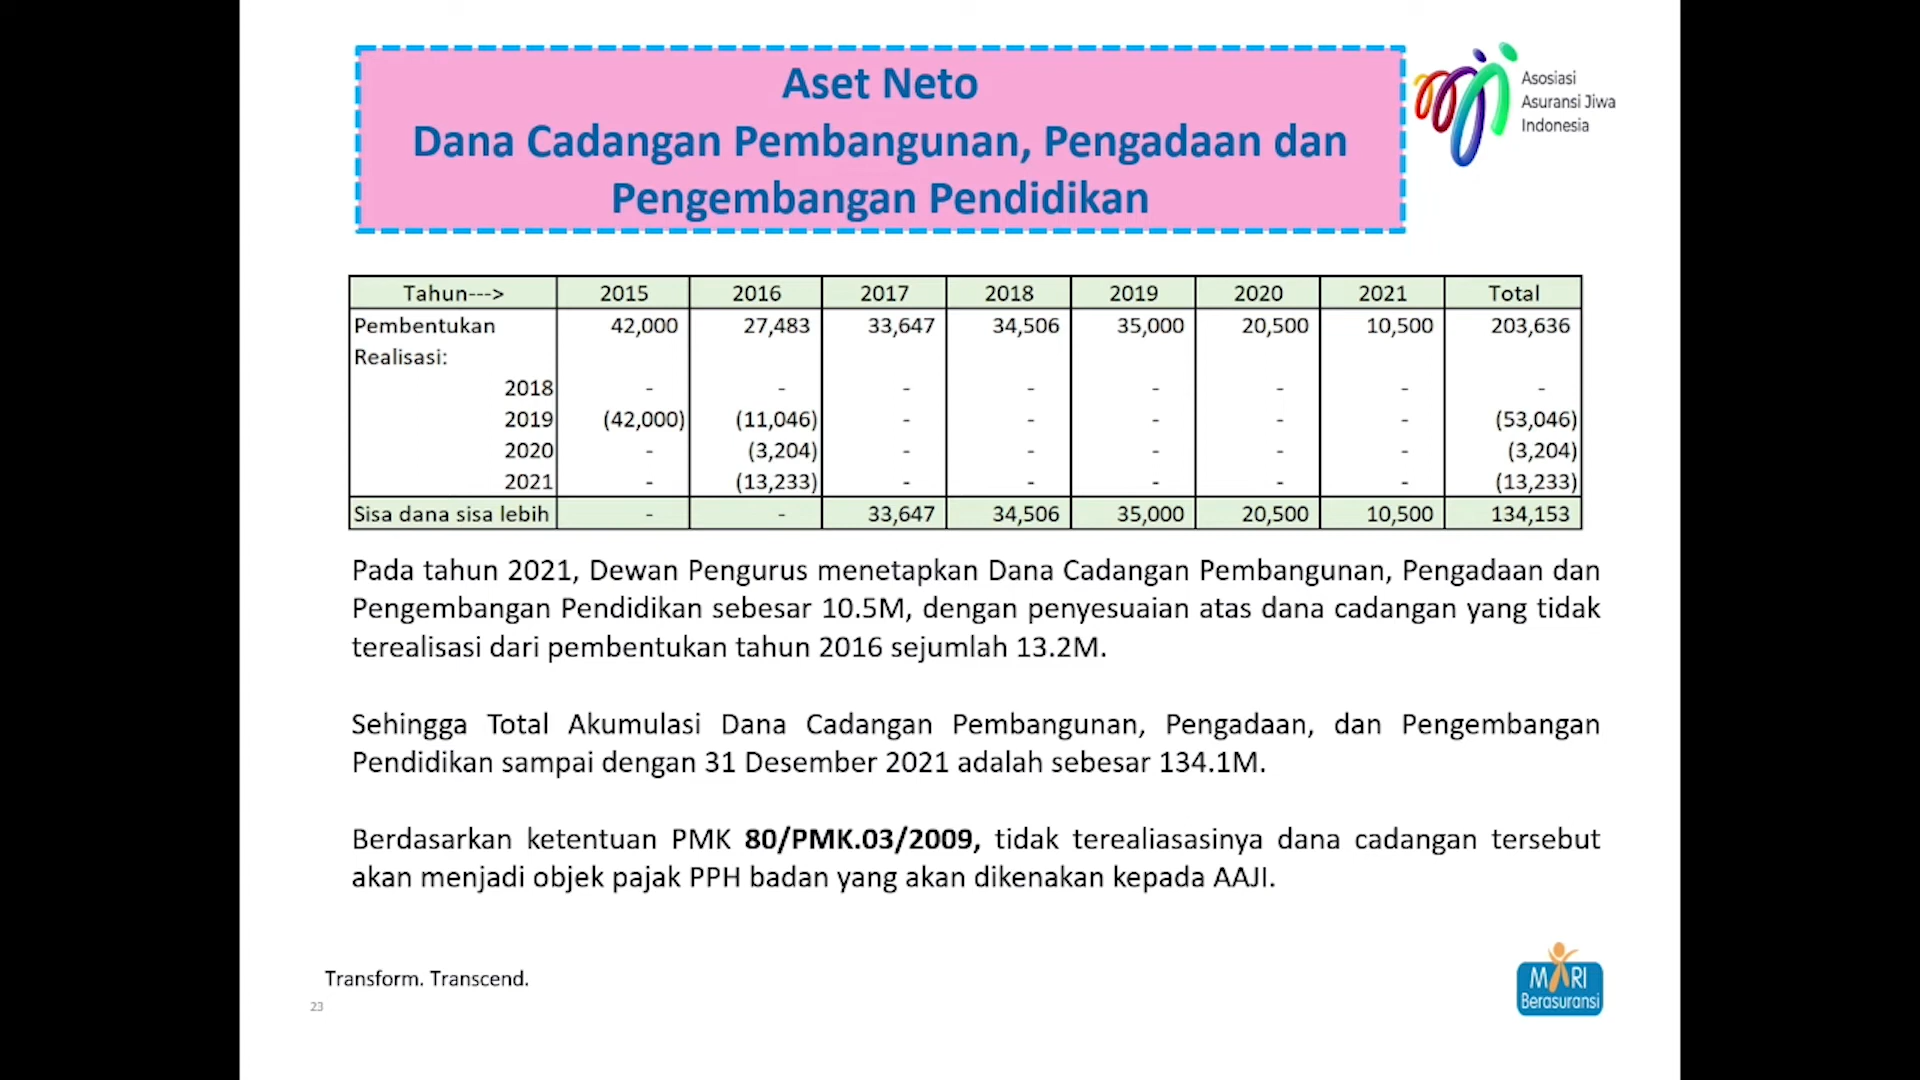 Aset Neto
Dana Cadangan Pembangunan, Pengadaan dan
Pengembangan Pendidikan
Asosiasi
Asuransi Jiwa
Indonesia
Tahun---> 2015 2016 2017 2018 2019 2020 2021 Total
Pembentukan 42,000 27,483 33,647 34,506 35,000 20,500 10,500 203,636
Realisasi:
2018 - - - - - - - -
2019 (42,000) (11,046) - - - - - (53,046)
2020 - (3,204) - - - - - (3,204)
2021 - (13,233) - - - - - (13,233)
Sisa dana sisa lebih - - 33,647 34,506 35,000 20,500 10,500 134,153
Pada tahun 2021, Dewan Pengurus menetapkan Dana Cadangan Pembangunan, Pengadaan dan
Pengembangan Pendidikan sebesar 10.5M, dengan penyesuaian atas dana cadangan yang tidak
terealisasi dari pembentukan tahun 2016 sejumlah 13.2M.
Sehingga Total Akumulasi Dana Cadangan Pembangunan, Pengadaan, dan Pengembangan
Pendidikan sampai dengan 31 Desember 2021 adalah sebesar 134.1M.
Berdasarkan ketentuan PMK 80/PMK.03/2009, tidak terealiasasinya dana cadangan tersebut
akan menjadi objek pajak PPH badan yang akan dikenakan kepada AAJI.
Transform. Transcend.
23
MARI
Berasuransi